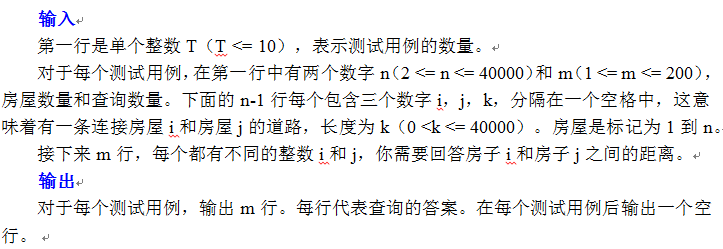 输入
第一行是单个整数 T（T <= 10），表示测试用例的数量。
对于每个测试用例，在第一行中有两个数字 n（2 <= n <= 40000）和 m（1 <= m <= 200），
房屋数量和查询数量。下面的 n-1 行每个包含三个数字 i，j，k，分隔在一个空格中，这意
味着有一条连接房屋 i 和房屋 j 的道路，长度为 k（0 <k <= 40000）。房屋是标记为 1 到 n。
接下来 m 行，每个都有不同的整数 i 和 j，你需要回答房子 i 和房子 j 之间的距离。
输出
对于每个测试用例，输出 m 行。每行代表查询的答案。在每个测试用例后输出一个空
行。